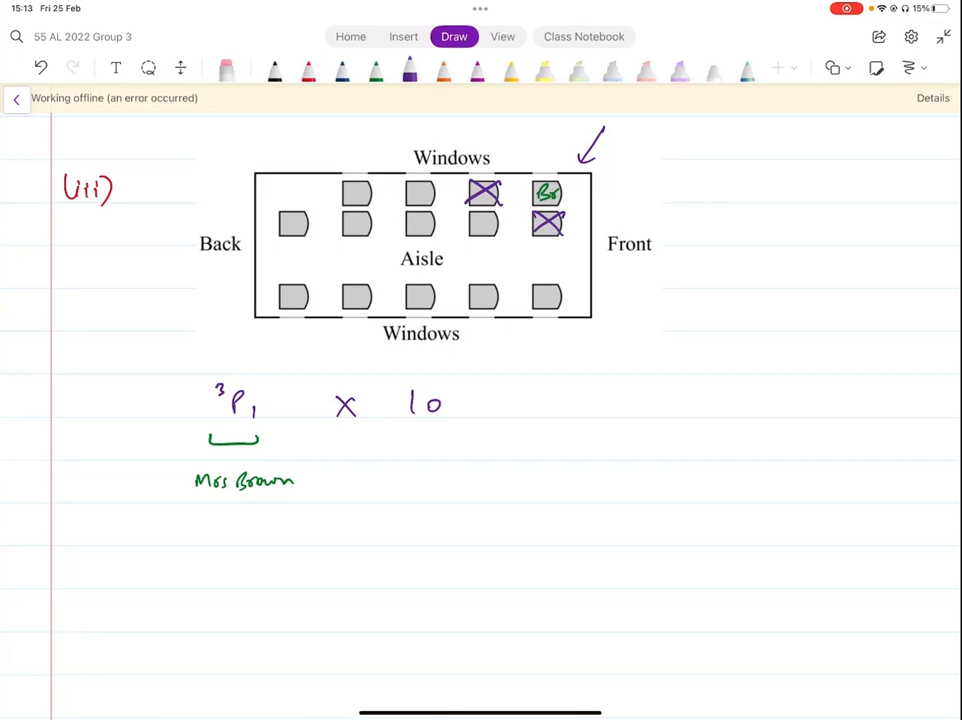 15:13 Fri 25 Feb
15%
55 AL 2022 Group 3
Home Insert Draw View Class Notebook
T
Working offline (an error occurred) Details
(iii)
Windows
Br
Back
Aisle
Front
Windows
³P₁ × 10
Mrs Brown